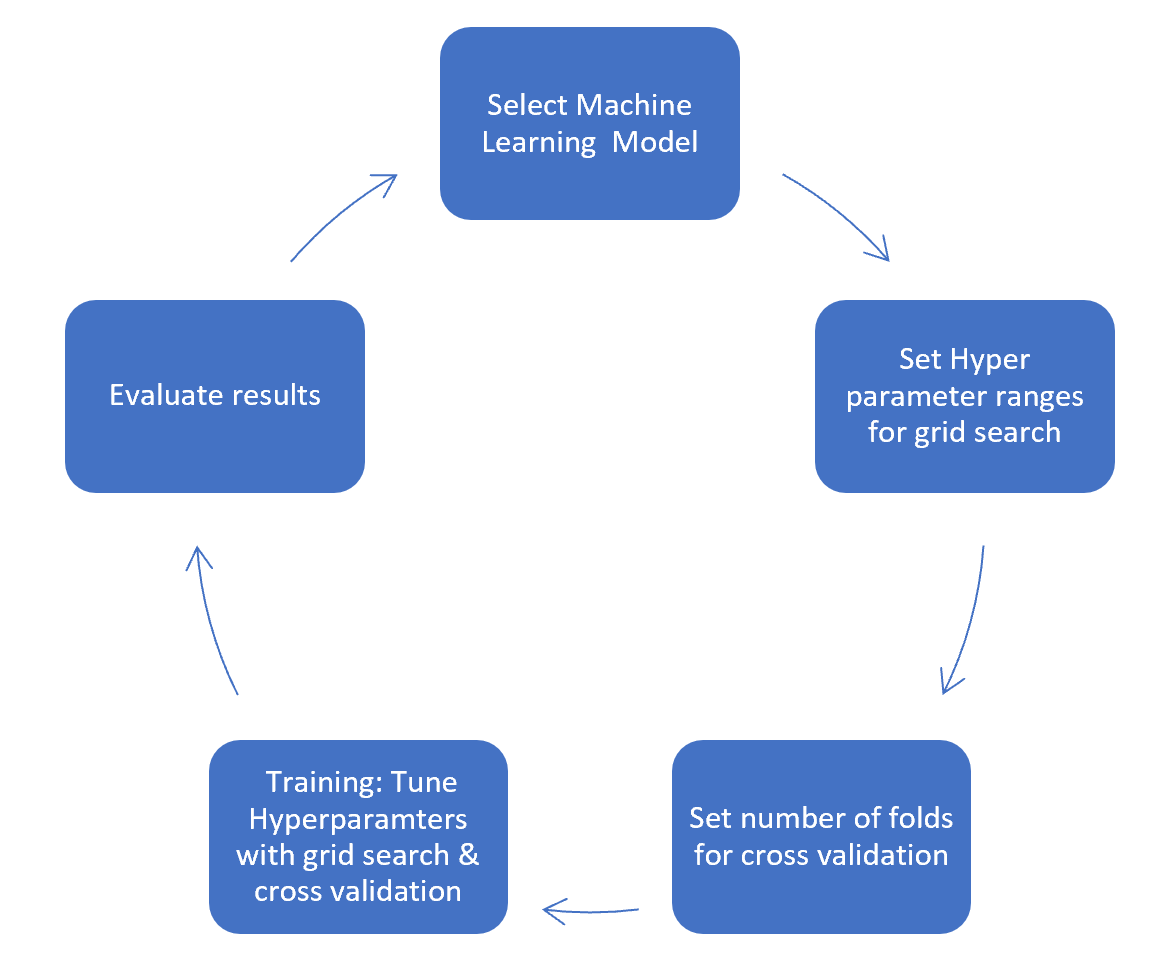 Select Machine
Learning  Model
Set Hyper
parameter ranges
for grid search
Set number of folds
for cross validation
Training: Tune
Hyperparamters
with grid search &
cross validation
Evaluate results